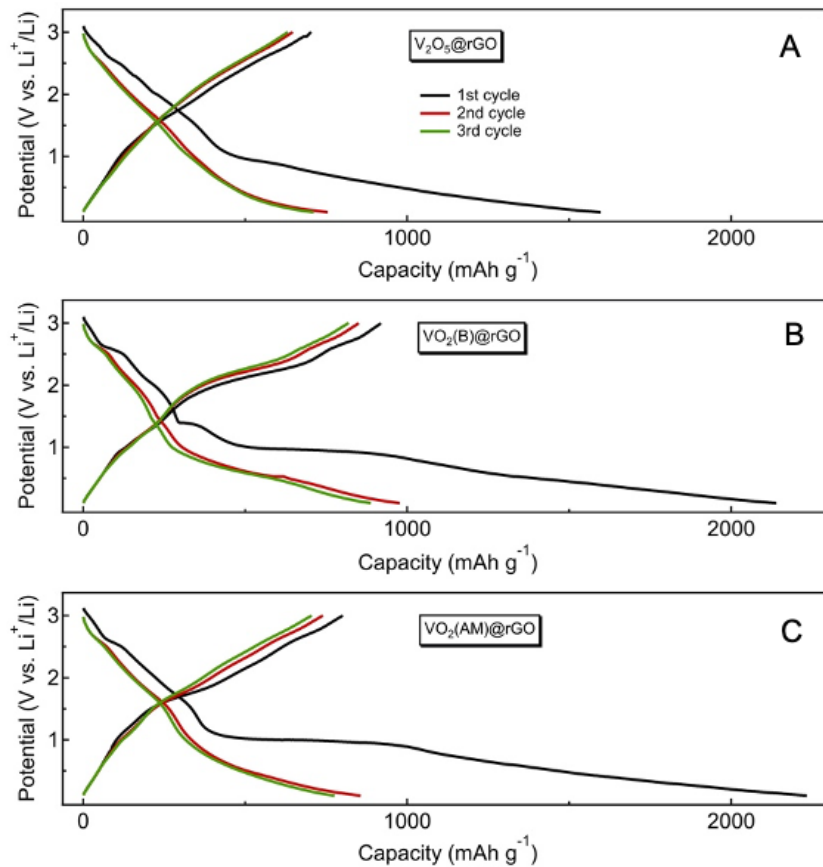 A
V₂O₅@rGO
1st cycle
2nd cycle
3rd cycle
Potential (V vs. Li⁺/Li)
3
2
1
0
1000
2000
Capacity (mAh g⁻¹)
B
VO₂(B)@rGO
Potential (V vs. Li⁺/Li)
3
2
1
0
1000
2000
Capacity (mAh g⁻¹)
C
VO₂(AM)@rGO
Potential (V vs. Li⁺/Li)
3
2
1
0
1000
2000
Capacity (mAh g⁻¹)